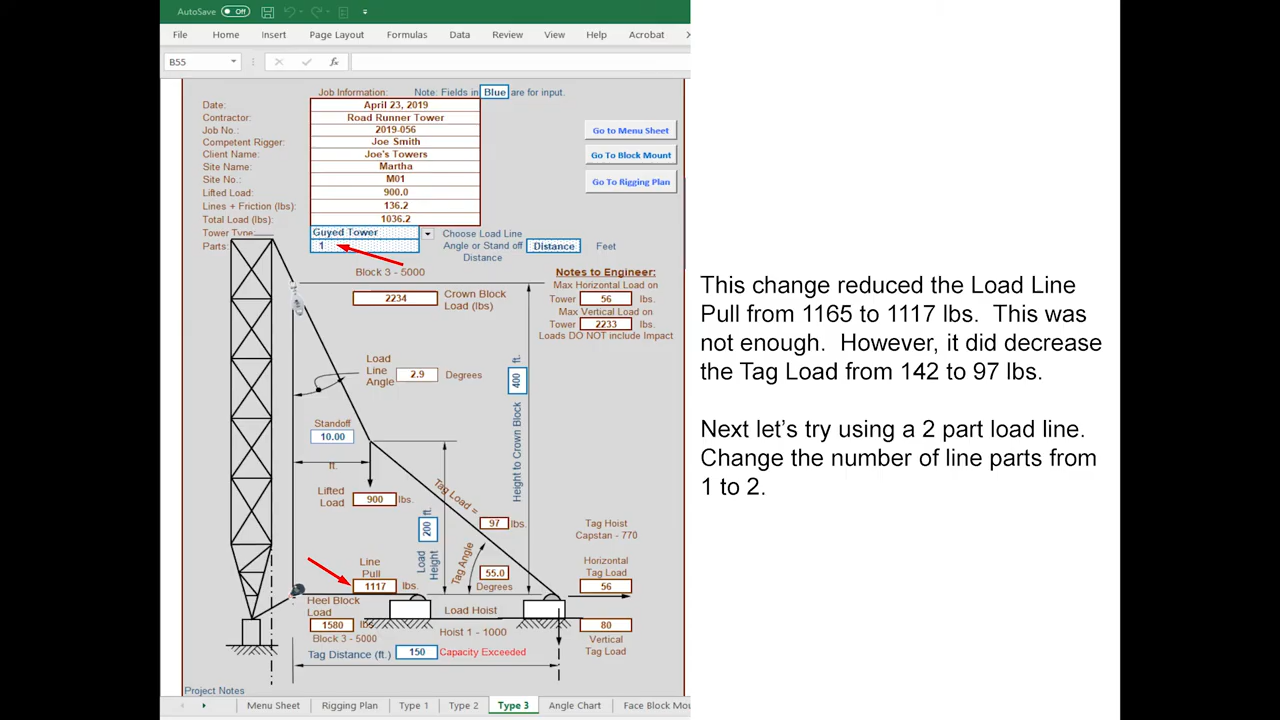 AutoSave Off
File Home Insert Page Layout Formulas Data Review View Help Acrobat
B55 fx
Job Information: Note: Fields in Blue are for input.
Date: April 23, 2019
Contractor: Road Runner Tower
Job No.: 2019-056
Competent Rigger: Joe Smith
Client Name: Joe's Towers
Site Name: Martha
Site No.: M01
Lifted Load: 900.0
Lines + Friction (lbs): 136.2
Total Load (lbs): 1036.2
Tower Type: Guyed Tower
Parts: 1
Go to Menu Sheet
Go To Block Mount
Go To Rigging Plan
Choose Load Line
Angle or Stand off Distance Feet
Distance
Block 3 - 5000
2234 Crown Block
Load (lbs)
Notes to Engineer:
Max Horizontal Load on
Tower 56 lbs.
Max Vertical Load on
Tower 2233 lbs.
Loads DO NOT include Impact
Load
Line
Angle 2.9 Degrees
Height to Crown Block 400 ft.
Standoff
10.00
ft.
Lifted
Load 900 lbs.
Tag Load = 97 lbs.
Load
Height 200 ft.
Tag Angle 55.0
Degrees
Tag Hoist
Capstan - 770
Horizontal
Tag Load
56
Line
Pull
1117 lbs.
Heel Block
Load
1580 lbs
Block 3 - 5000
Load Hoist
Hoist 1 - 1000
80
Vertical
Tag Load
Tag Distance (ft.) 150 Capacity Exceeded
Project Notes
Menu Sheet Rigging Plan Type 1 Type 2 Type 3 Angle Chart Face Block Mou
This change reduced the Load Line
Pull from 1165 to 1117 lbs. This was
not enough. However, it did decrease
the Tag Load from 142 to 97 lbs.
Next let's try using a 2 part load line.
Change the number of line parts from
1 to 2.